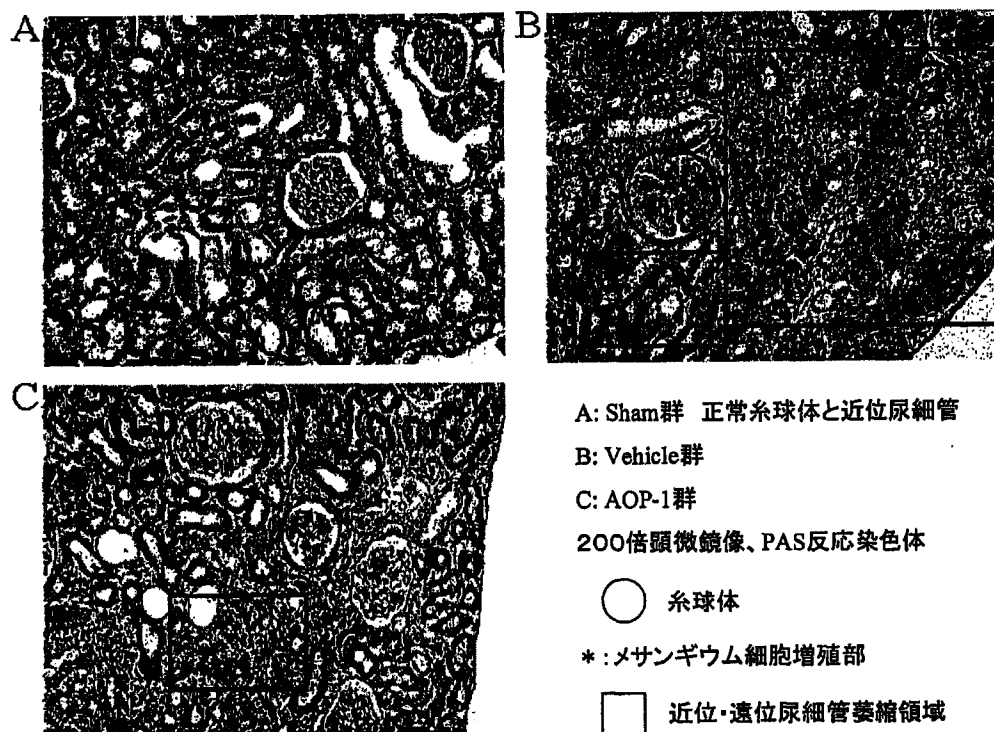 A
B
C
A: Sham群 正常糸球体と近位尿細管
B: Vehicle群
C: AOP-1群
200倍顕微鏡像、PAS反応染色体
糸球体
*:メサンギウム細胞増殖部
近位・遠位尿細管萎縮領域